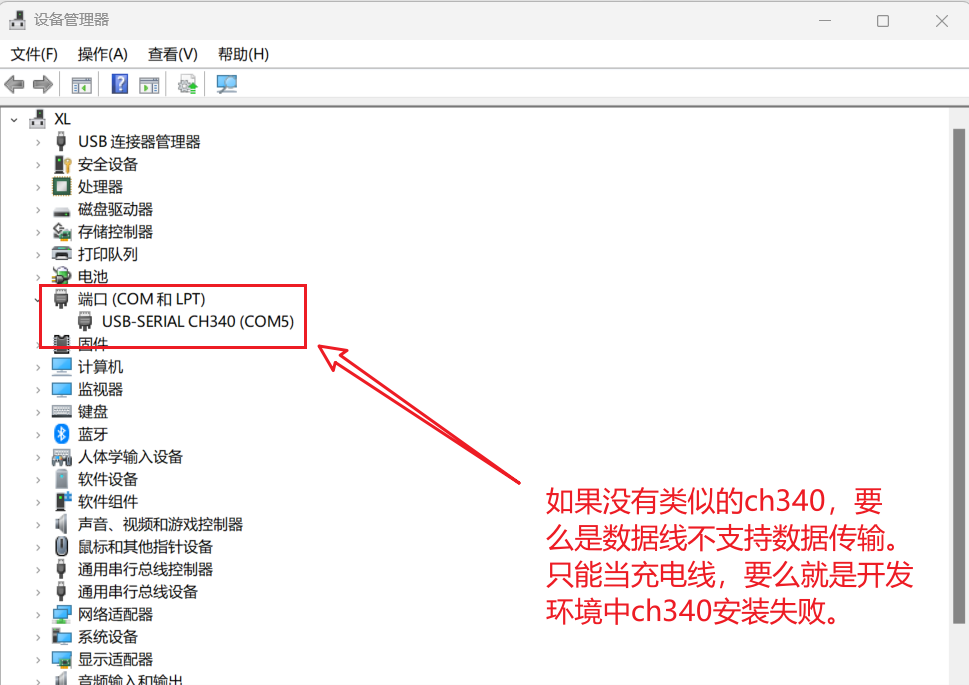 设备管理器
文件(F) 操作(A) 查看(V) 帮助(H)
XL
USB 连接器管理器
安全设备
处理器
磁盘驱动器
存储控制器
打印队列
电池
端口 (COM 和 LPT)
USB-SERIAL CH340 (COM5)
固件
计算机
监视器
键盘
蓝牙
人体学输入设备
软件设备
软件组件
声音、视频和游戏控制器
鼠标和其他指针设备
通用串行总线控制器
通用串行总线设备
网络适配器
系统设备
显示适配器
音频输入和输出
如果没有类似的ch340，要
么是数据线不支持数据传输。
只能当充电线，要么就是开发
环境中ch340安装失败。